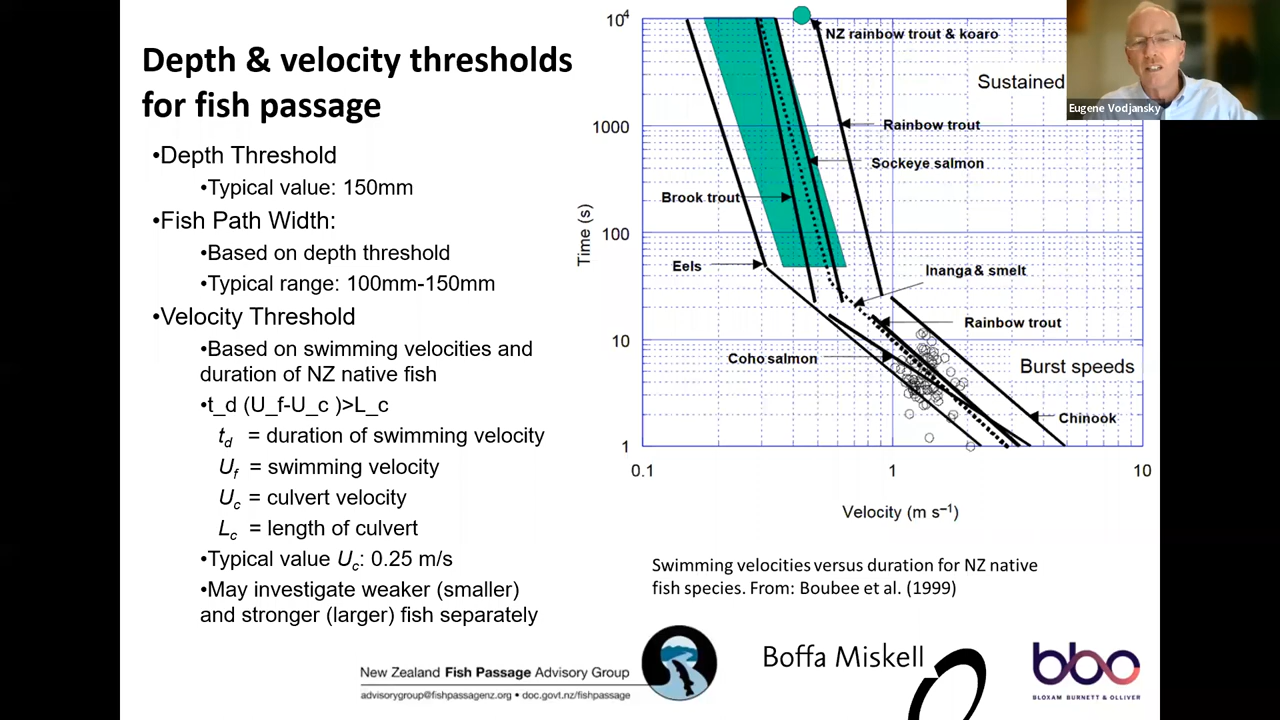 Depth & velocity thresholds
for fish passage
•Depth Threshold
•Typical value: 150mm
•Fish Path Width:
•Based on depth threshold
•Typical range: 100mm-150mm
•Velocity Threshold
•Based on swimming velocities and
duration of NZ native fish
•t_d (U_f-U_c )>L_c
t_d = duration of swimming velocity
U_f = swimming velocity
U_c = culvert velocity
L_c = length of culvert
•Typical value U_c: 0.25 m/s
•May investigate weaker (smaller)
and stronger (larger) fish separately
10⁴
1000
100
10
1
Time (s)
NZ rainbow trout & koaro
Sustained
Rainbow trout
Sockeye salmon
Brook trout
Eels
Inanga & smelt
Rainbow trout
Coho salmon
Burst speeds
Chinook
0.1
1
10
Velocity (m s⁻¹)
Eugene Vodjansky
Swimming velocities versus duration for NZ native
fish species. From: Boubee et al. (1999)
New Zealand Fish Passage Advisory Group
advisorygroup@fishpassagenz.org • doc.govt.nz/fishpassage
Boffa Miskell
bbo
BLOXAM BURNETT & OLLIVER